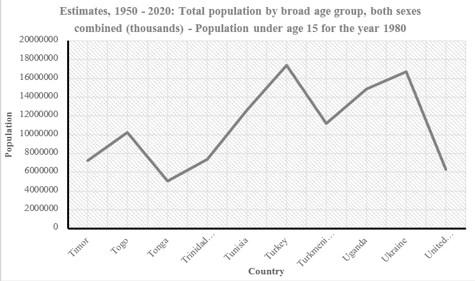 Estimates, 1950 - 2020: Total population by broad age group, both sexes
combined (thousands) - Population under age 15 for the year 1980
20000000
18000000
16000000
14000000
12000000
10000000
8000000
6000000
4000000
2000000
0
Population
Timor
Togo
Tonga
Trinidad...
Tunisia
Turkey
Turkmeni...
Uganda
Ukraine
United...
Country